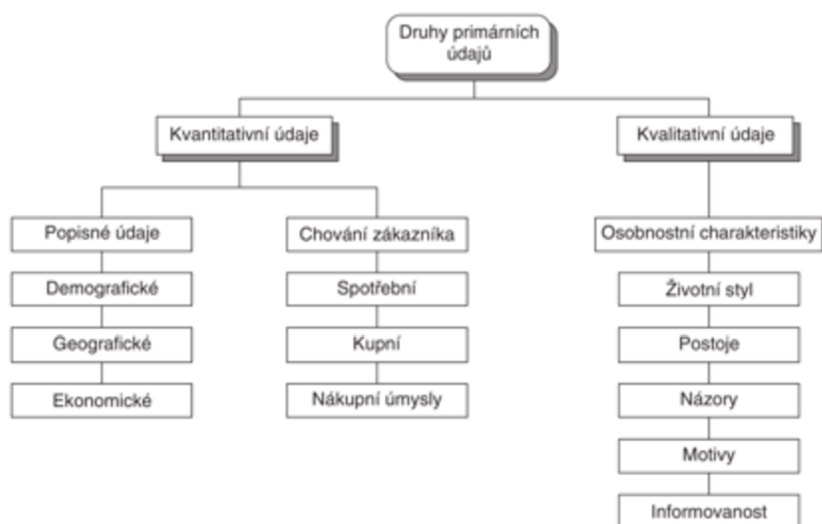 Druhy primárních
údajů
Kvantitativní údaje
Kvalitativní údaje
Popisné údaje
Chování zákazníka
Osobnostní charakteristiky
Demografické
Spotřební
Životní styl
Geografické
Kupní
Postoje
Ekonomické
Nákupní úmysly
Názory
Motivy
Informovanost